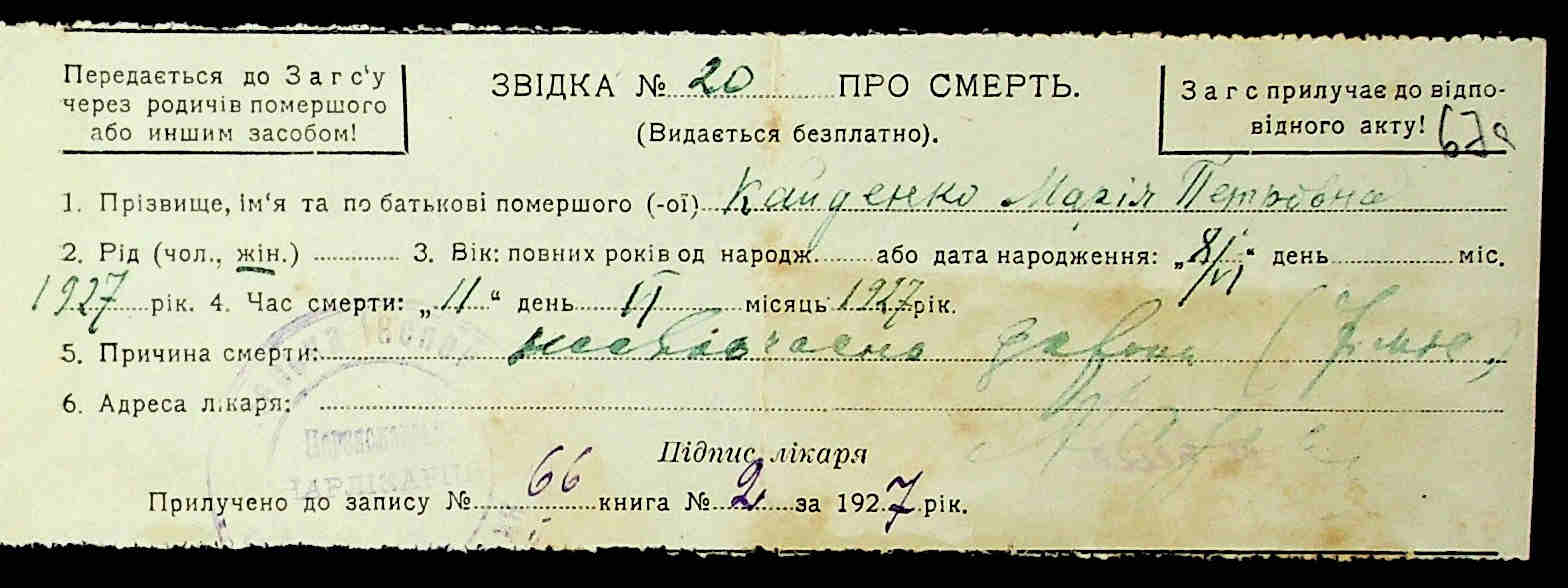 Передається до Загс'у
через родичів помершого
або иншим засобом!
ЗВІДКА № 20 ПРО СМЕРТЬ.
(Видається безплатно).
Загс прилучає до відпо-
відного акту!
1. Прізвище, ім'я та по батькові помершого (-ої) Кайденко Марія Петровна
2. Рід (чол., жін.) 3. Вік: повних років од народж. або дата народження: „8/VI“ день міс.
1927 рік. 4. Час смерти: „11“ день VI місяць 1927 рік.
5. Причина смерти:
6. Адреса лікаря:
Підпис лікаря
Прилучено до запису № 66 книга № 2 за 1927 рік.